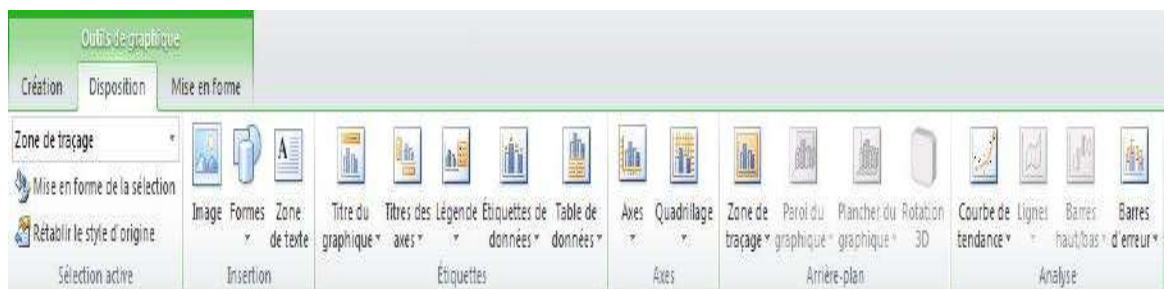 Outils de graphique
Création Disposition Mise en forme
Zone de traçage
Mise en forme de la sélection
Rétablir le style d'origine
Sélection active
Image Formes Zone de texte
Insertion
Titre du graphique Titres des axes Légende Étiquettes de données Table de données
Étiquettes
Axes Quadrillage
Axes
Zone de traçage Paroi du graphique Plancher du graphique Rotation 3D
Arrière-plan
Courbe de tendance Lignes Barres haut/bas Barres d'erreur
Analyse